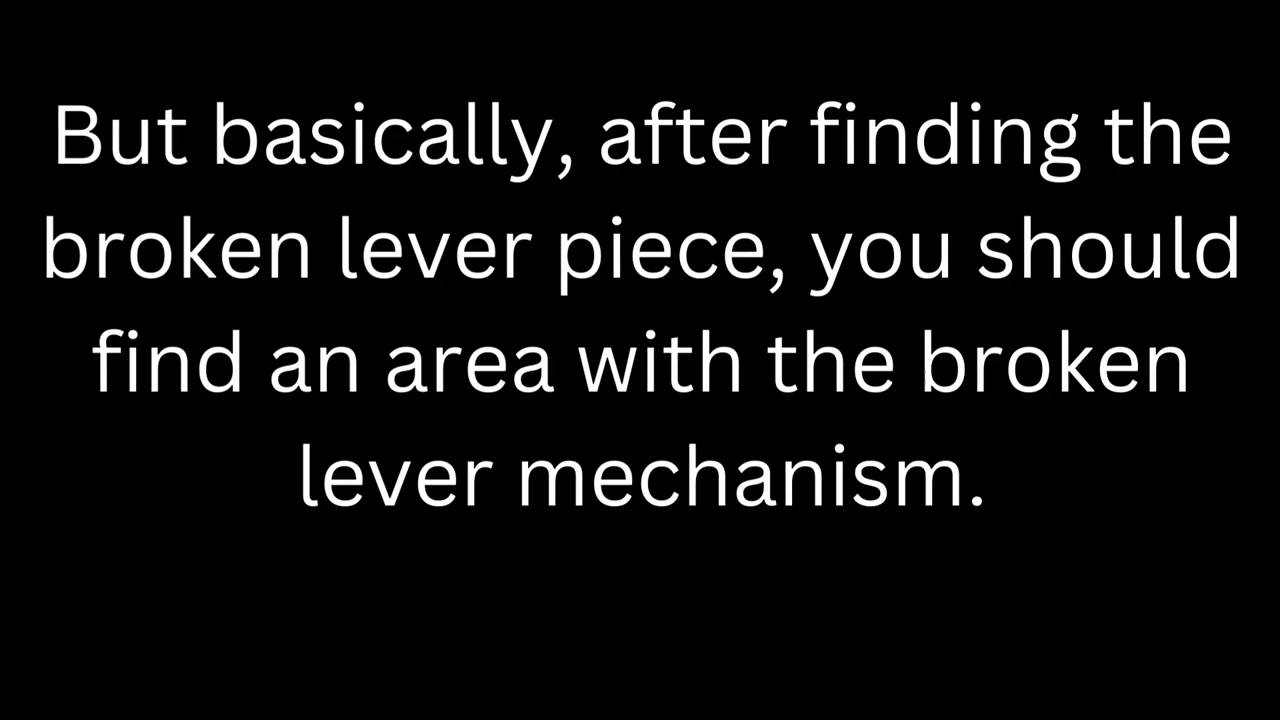 But basically, after finding the
broken lever piece, you should
find an area with the broken
lever mechanism.